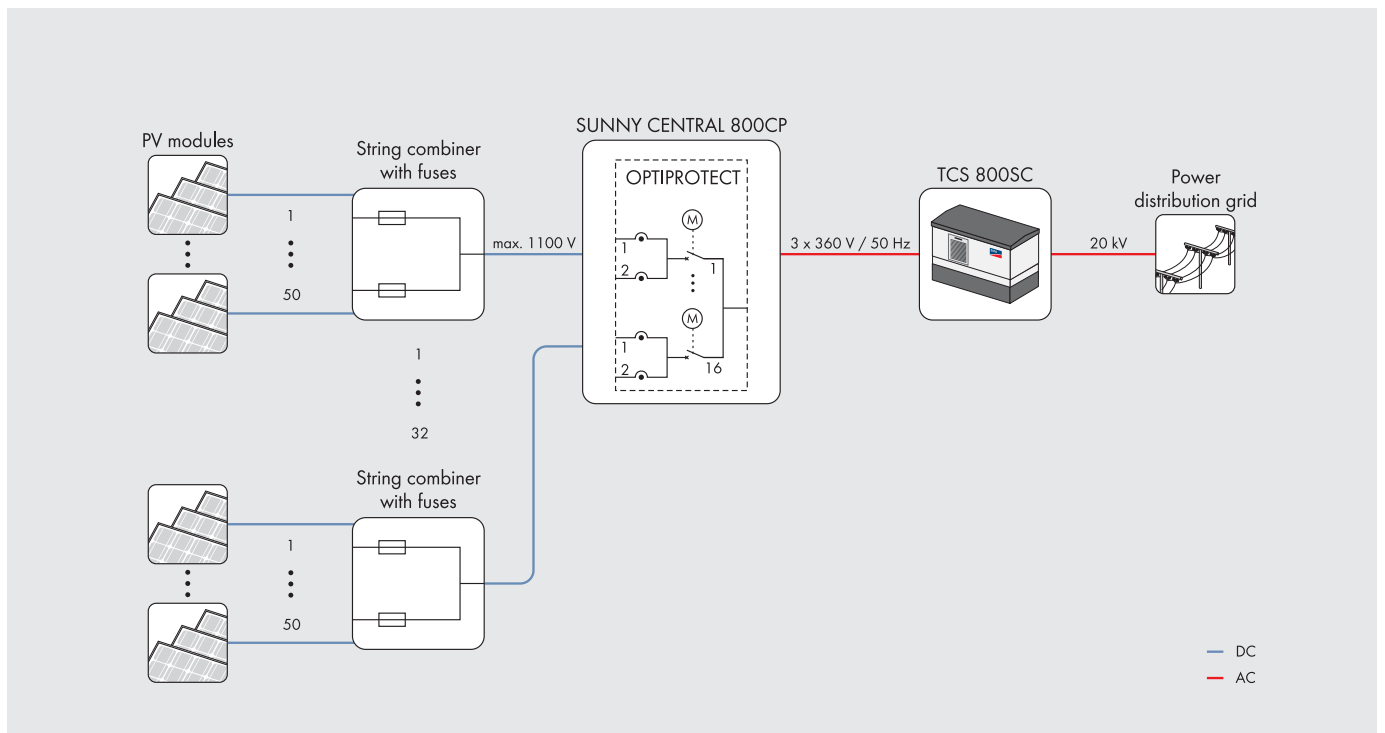 SUNNY CENTRAL 800CP
PV modules
String combiner
with fuses
OPTIPROTECT
TCS 800SC
Power
distribution grid
1
50
max. 1100 V
M
1
2
1
3 x 360 V / 50 Hz
20 kV
M
1
2
16
1
32
String combiner
with fuses
1
50
DC
AC